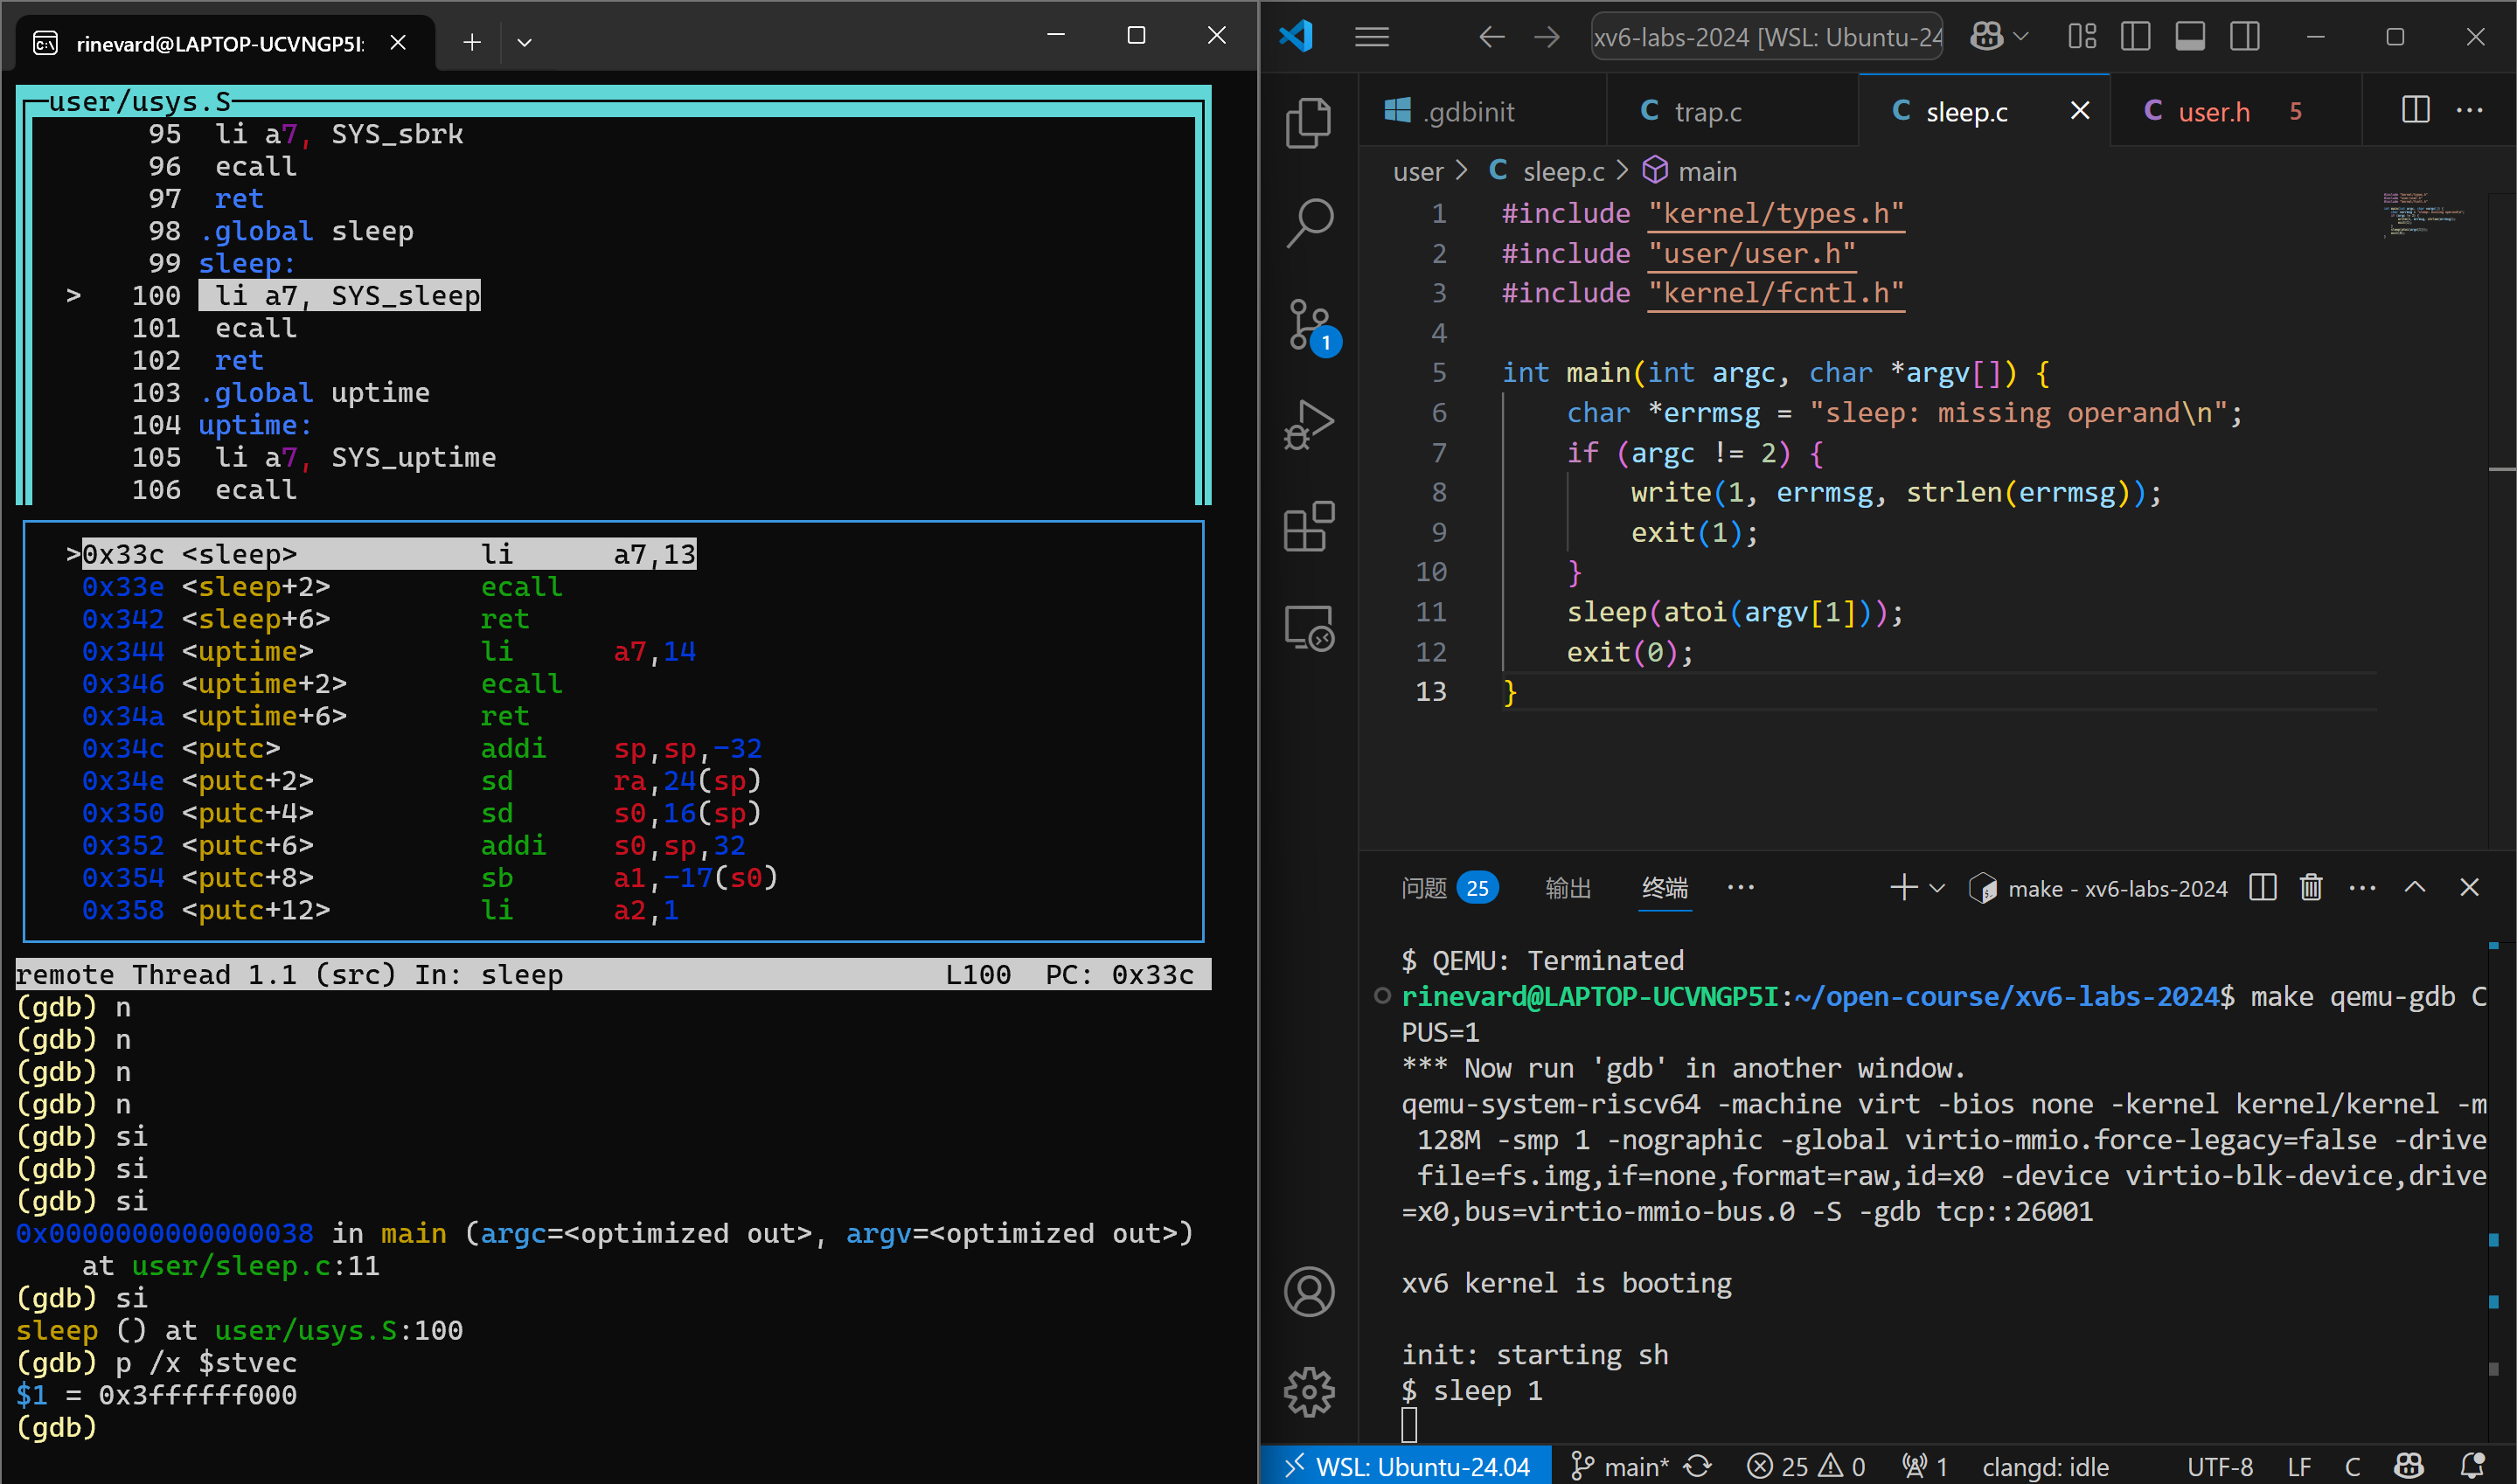 rinevard@LAPTOP-UCVNGP5I:
user/usys.S
95 li a7, SYS_sbrk
96 ecall
97 ret
98 .global sleep
99 sleep:
> 100 li a7, SYS_sleep
101 ecall
102 ret
103 .global uptime
104 uptime:
105 li a7, SYS_uptime
106 ecall
>0x33c <sleep> li a7,13
0x33e <sleep+2> ecall
0x342 <sleep+6> ret
0x344 <uptime> li a7,14
0x346 <uptime+2> ecall
0x34a <uptime+6> ret
0x34c <putc> addi sp,sp,-32
0x34e <putc+2> sd ra,24(sp)
0x350 <putc+4> sd s0,16(sp)
0x352 <putc+6> addi s0,sp,32
0x354 <putc+8> sb a1,-17(s0)
0x358 <putc+12> li a2,1
remote Thread 1.1 (src) In: sleep L100 PC: 0x33c
(gdb) n
(gdb) n
(gdb) n
(gdb) n
(gdb) si
(gdb) si
(gdb) si
0x0000000000000038 in main (argc=<optimized out>, argv=<optimized out>)
at user/sleep.c:11
(gdb) si
sleep () at user/usys.S:100
(gdb) p /x $stvec
$1 = 0x3ffffff000
(gdb)
xv6-labs-2024 [WSL: Ubuntu-24
.gdbinit
C trap.c
C sleep.c
C user.h 5
user > C sleep.c > main
1 #include "kernel/types.h"
2 #include "user/user.h"
3 #include "kernel/fcntl.h"
4
5 int main(int argc, char *argv[]) {
6 char *errmsg = "sleep: missing operand\n";
7 if (argc != 2) {
8 write(1, errmsg, strlen(errmsg));
9 exit(1);
10 }
11 sleep(atoi(argv[1]));
12 exit(0);
13 }
1
问题 25 输出 终端 ··· make - xv6-labs-2024
$ QEMU: Terminated
rinevard@LAPTOP-UCVNGP5I:~/open-course/xv6-labs-2024$ make qemu-gdb C
PUS=1
*** Now run 'gdb' in another window.
qemu-system-riscv64 -machine virt -bios none -kernel kernel/kernel -m
128M -smp 1 -nographic -global virtio-mmio.force-legacy=false -drive
file=fs.img,if=none,format=raw,id=x0 -device virtio-blk-device,drive
=x0,bus=virtio-mmio-bus.0 -S -gdb tcp::26001
xv6 kernel is booting
init: starting sh
$ sleep 1
WSL: Ubuntu-24.04 main* 25 0 1 clangd: idle UTF-8 LF C